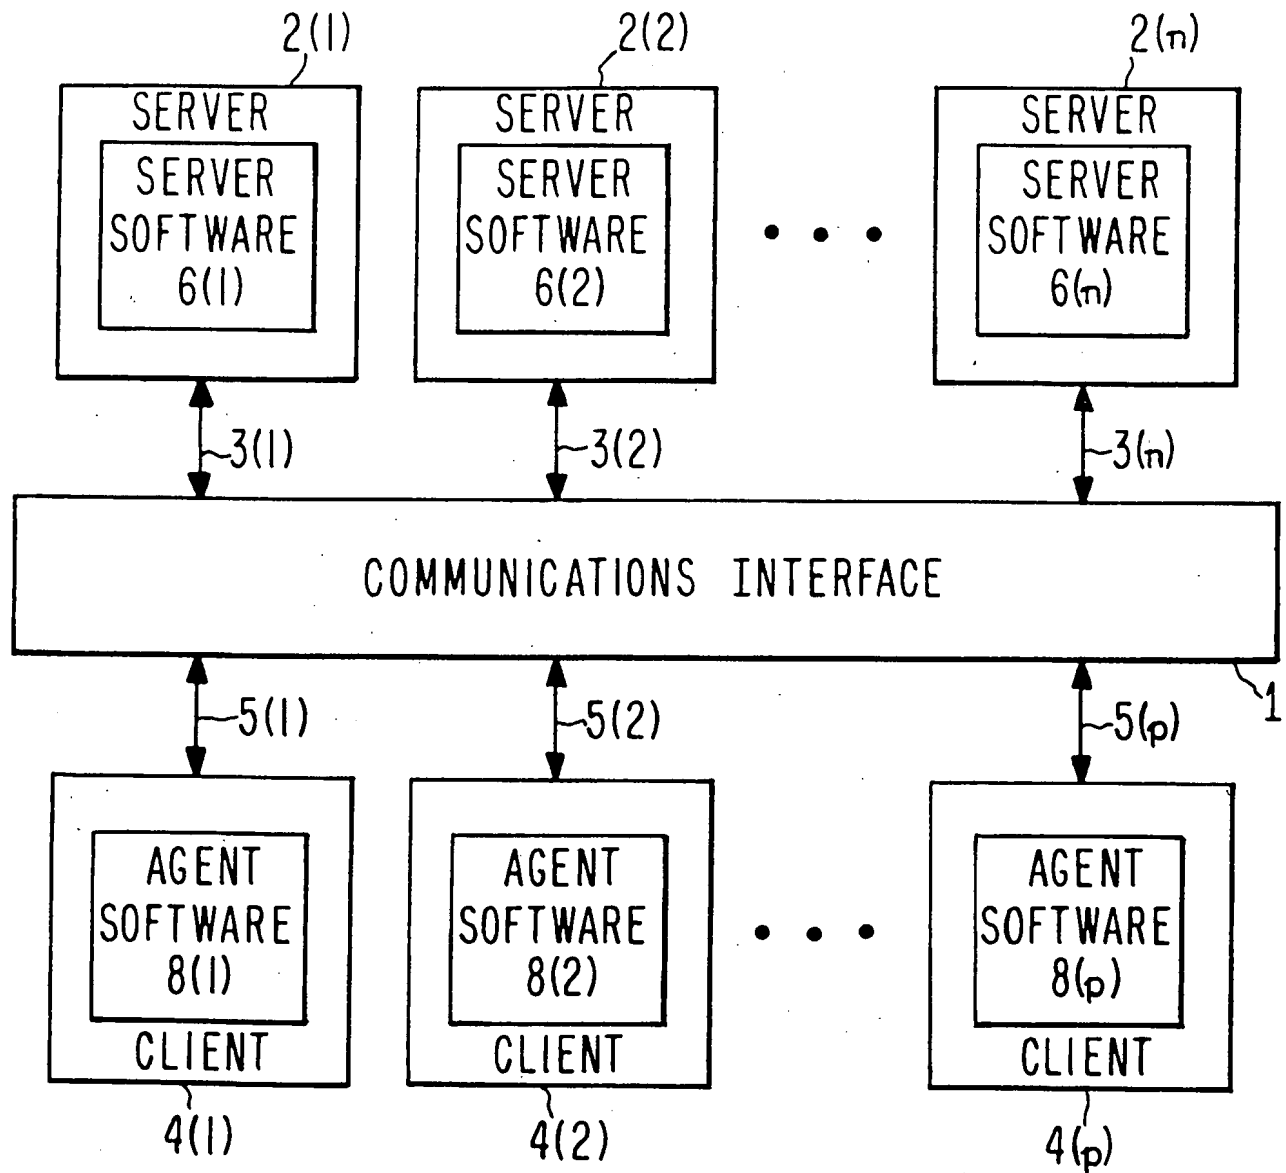 2(1)
2(2)
2(n)
SERVER
SERVER
SOFTWARE
6(1)
SERVER
SERVER
SOFTWARE
6(2)
SERVER
SERVER
SOFTWARE
6(n)
3(1)
3(2)
3(n)
COMMUNICATIONS INTERFACE
1
5(1)
5(2)
5(p)
AGENT
SOFTWARE
8(1)
CLIENT
AGENT
SOFTWARE
8(2)
CLIENT
AGENT
SOFTWARE
8(p)
CLIENT
4(1)
4(2)
4(p)